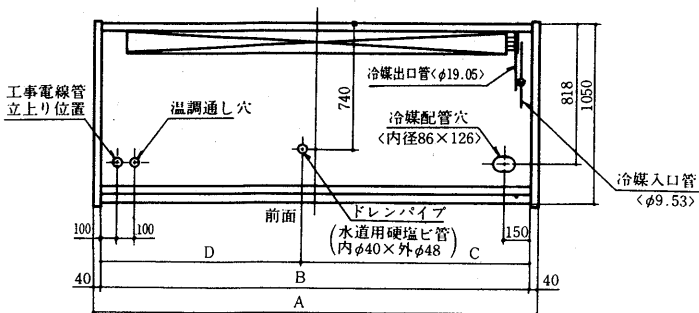 冷媒出口管<φ19.05>
工事電線管
立上り位置
温調通し穴
740
冷媒配管穴
<内径86×126>
818
1050
冷媒入口管
<φ9.53>
前面
ドレンパイプ
(水道用硬塩ビ管
内φ40×外φ48)
100
100
150
D
C
40
B
40
A